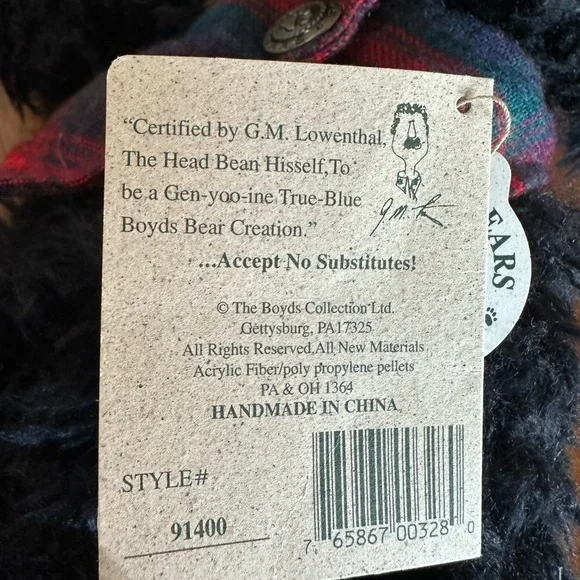 "Certified by G.M. Lowenthal,
The Head Bean Hisself,To
be a Gen-yoo-ine True-Blue
Boyds Bear Creation."
...Accept No Substitutes!
© The Boyds Collection Ltd.
Gettysburg, PA17325
All Rights Reserved.All New Materials
Acrylic Fiber/poly propylene pellets
PA & OH 1364
HANDMADE IN CHINA
STYLE#
91400
7 65867 00328 0
EARS